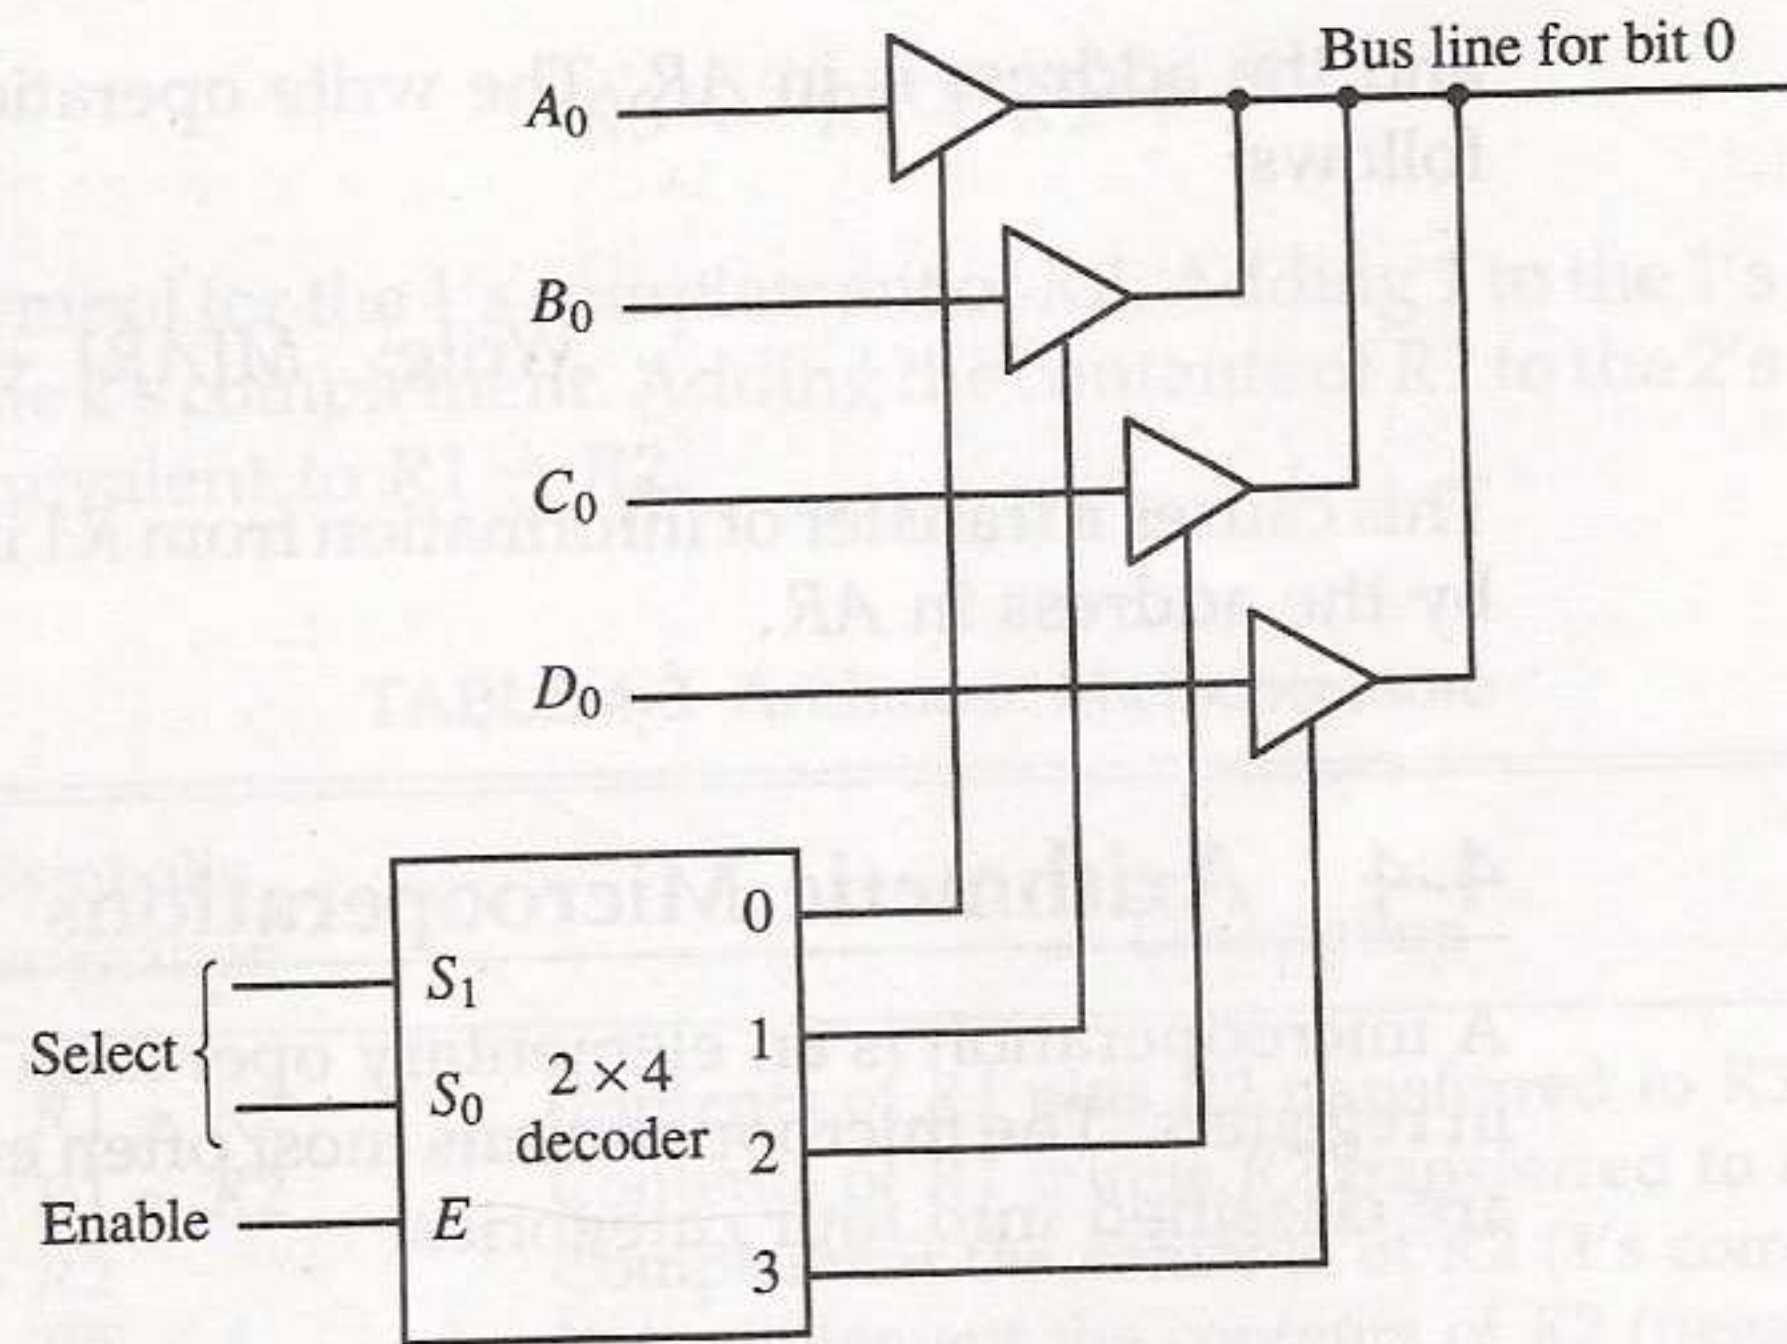 Bus line for bit 0
A0
B0
C0
D0
0
S1
1
Select
2 × 4
S0
decoder
2
Enable
E
3